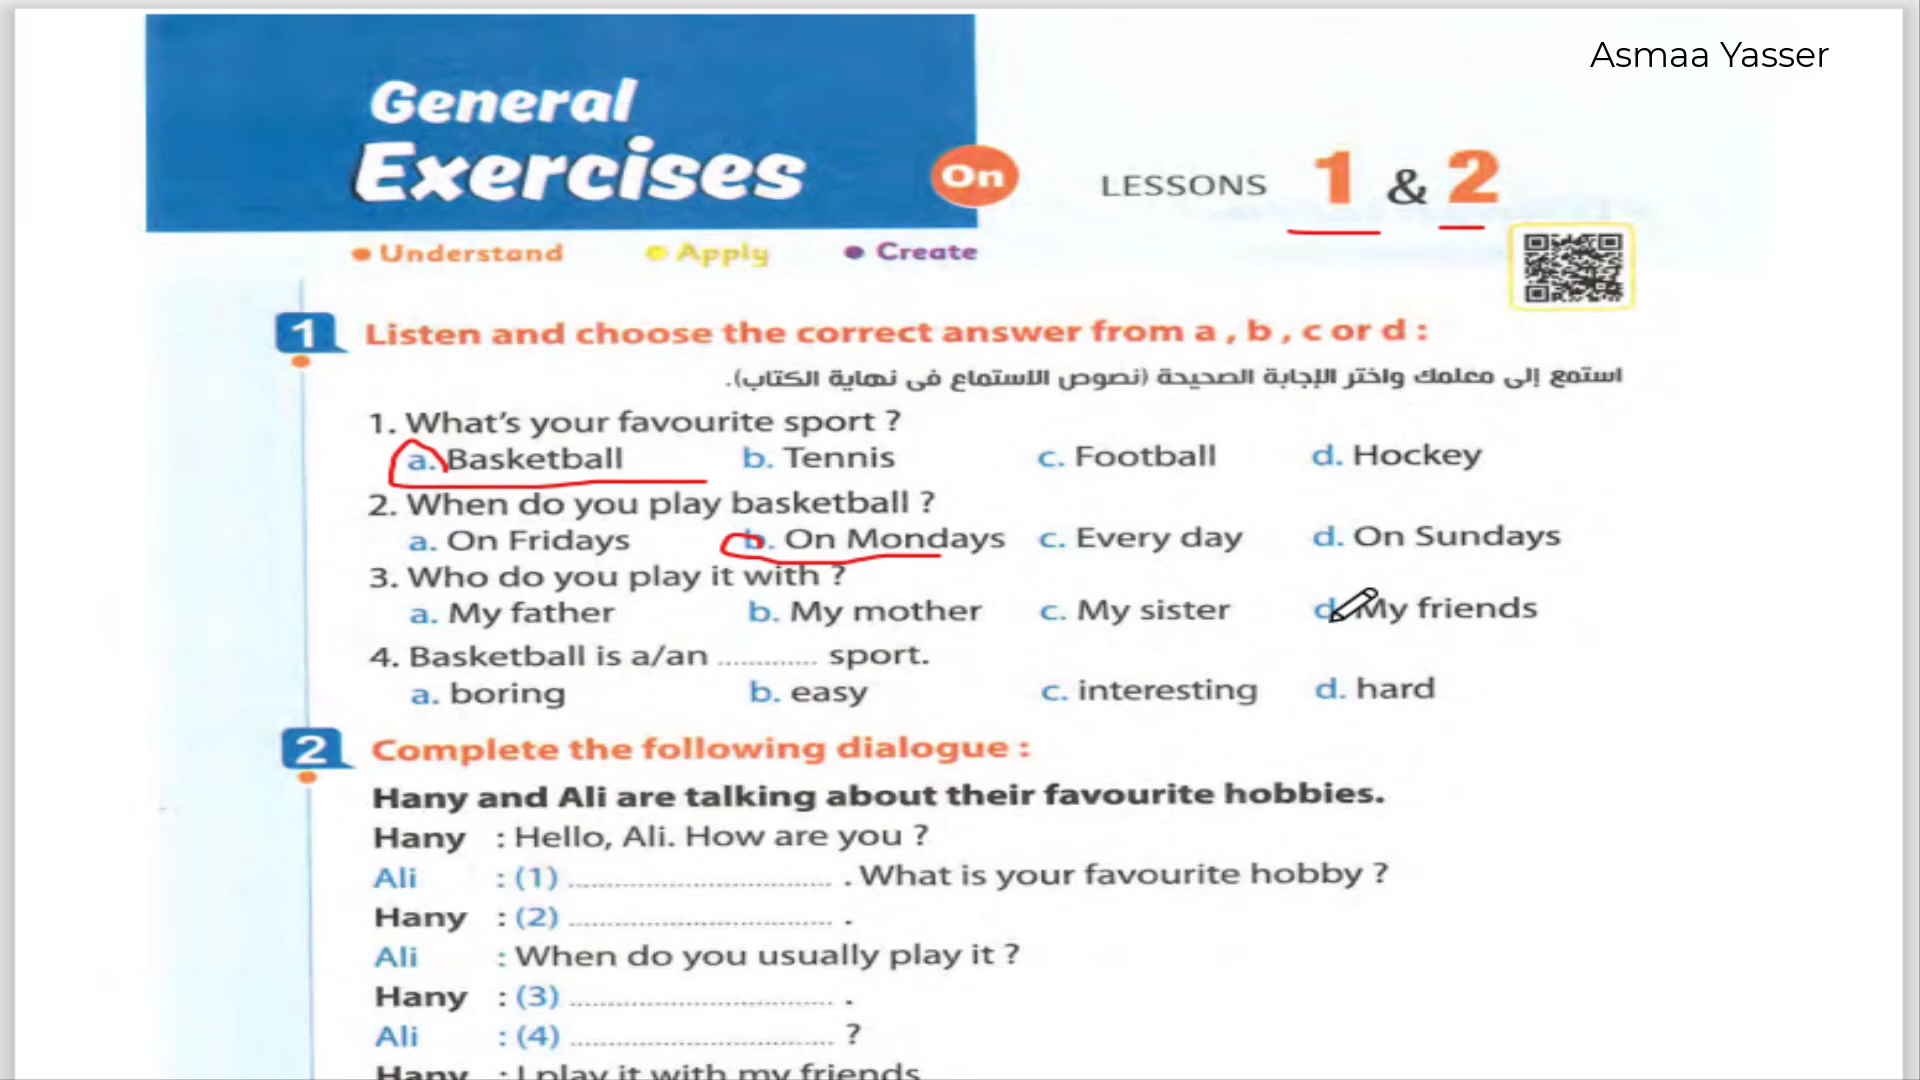 Asmaa Yasser
General
Exercises
On
LESSONS 1 & 2
Understand Apply Create
1 Listen and choose the correct answer from a , b , c or d :
استمع إلى معلمك واختر الإجابة الصحيحة (نصوص الاستماع فى نهاية الكتاب).
1. What's your favourite sport ?
a. Basketball b. Tennis c. Football d. Hockey
2. When do you play basketball ?
a. On Fridays b. On Mondays c. Every day d. On Sundays
3. Who do you play it with ?
a. My father b. My mother c. My sister d. My friends
4. Basketball is a/an ............. sport.
a. boring b. easy c. interesting d. hard
2 Complete the following dialogue :
Hany and Ali are talking about their favourite hobbies.
Hany : Hello, Ali. How are you ?
Ali : (1) .................................. . What is your favourite hobby ?
Hany : (2) .................................. .
Ali : When do you usually play it ?
Hany : (3) .................................. .
Ali : (4) .................................. ?
Hany : I play it with my friends